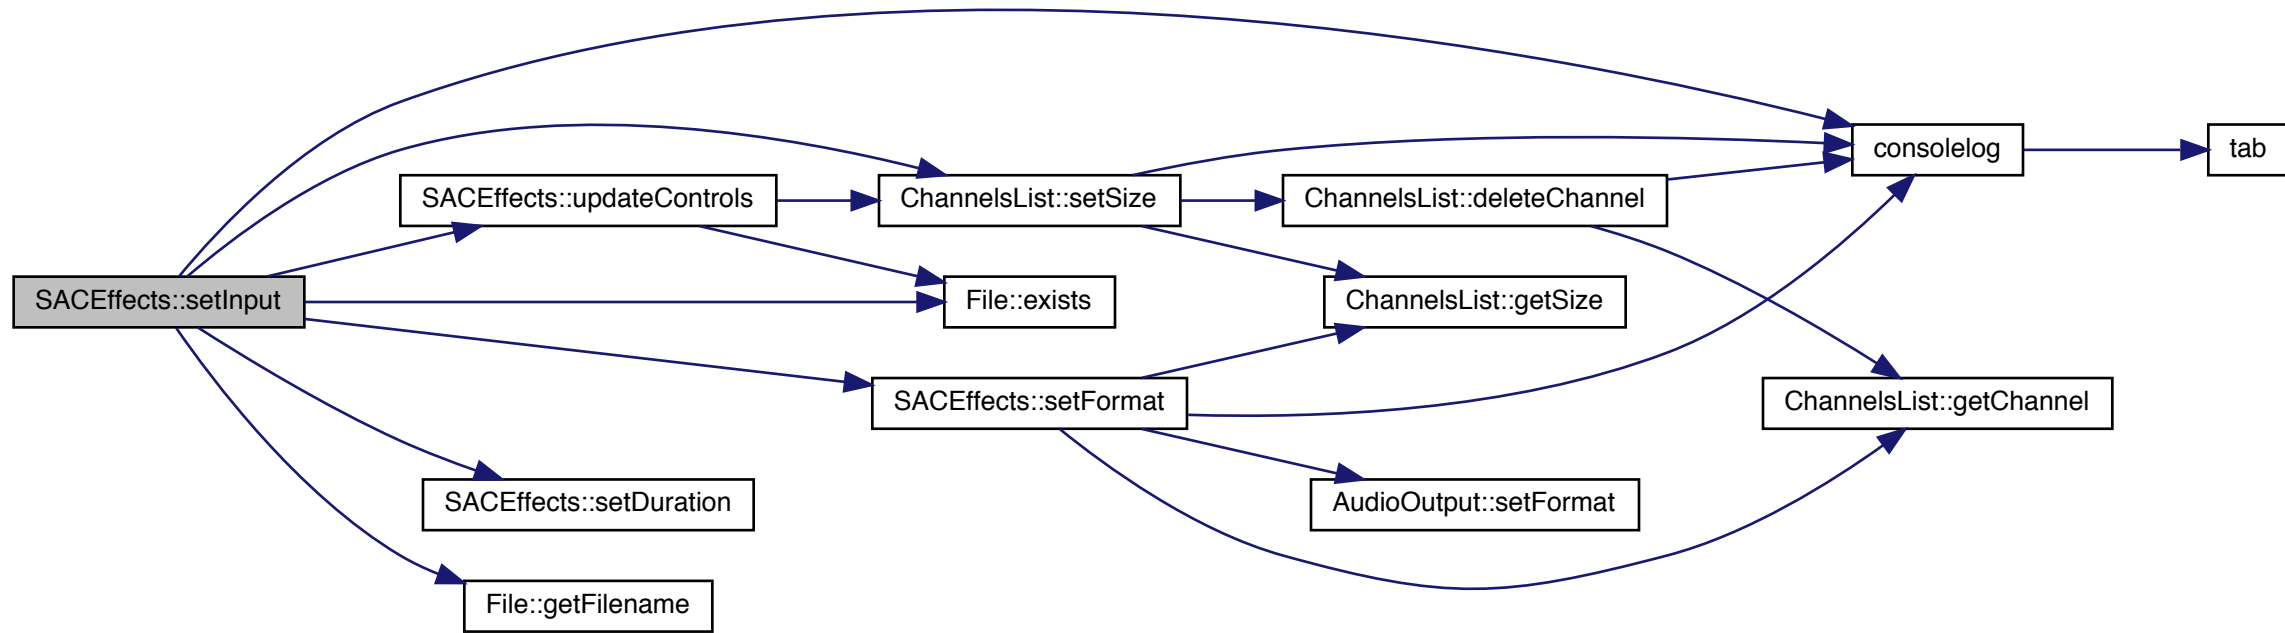 consolelog
tab
SACEffects::updateControls
ChannelsList::setSize
ChannelsList::deleteChannel
SACEffects::setInput
File::exists
ChannelsList::getSize
SACEffects::setFormat
ChannelsList::getChannel
SACEffects::setDuration
AudioOutput::setFormat
File::getFilename